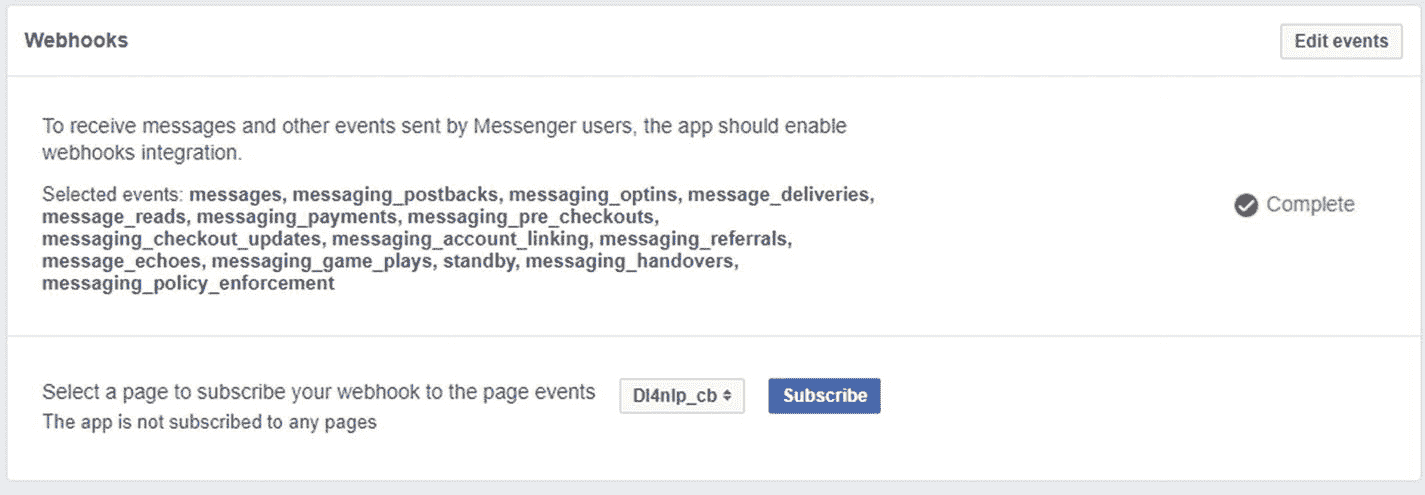 Webhooks
Edit events
To receive messages and other events sent by Messenger users, the app should enable
webhooks integration.
Selected events: messages, messaging_postbacks, messaging_optins, message_deliveries,
message_reads, messaging_payments, messaging_pre_checkouts,
messaging_checkout_updates, messaging_account_linking, messaging_referrals,
message_echoes, messaging_game_plays, standby, messaging_handovers,
messaging_policy_enforcement
Complete
Select a page to subscribe your webhook to the page events
Dl4nlp_cb
Subscribe
The app is not subscribed to any pages